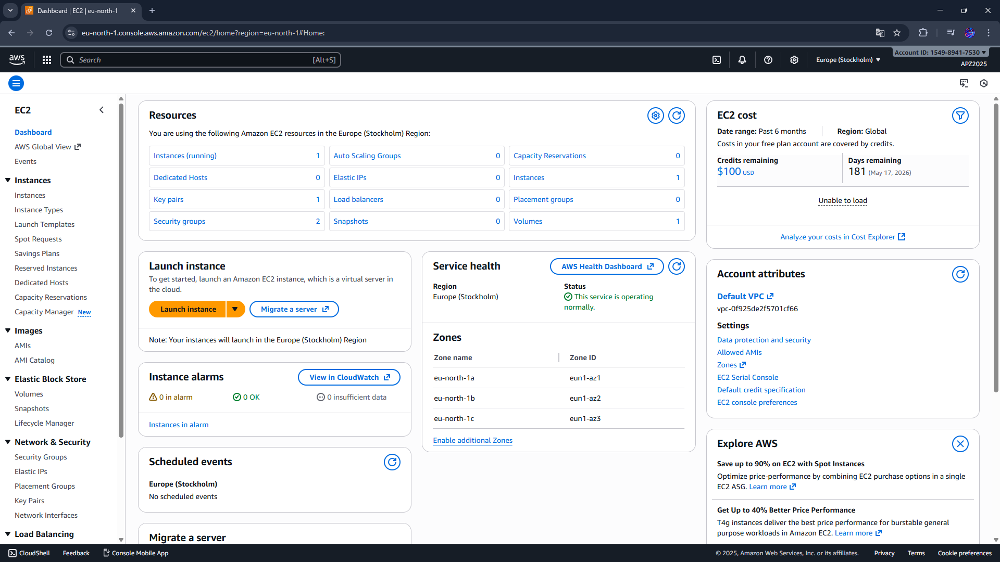 Dashboard | EC2 | eu-north-1
eu-north-1.console.aws.amazon.com/ec2/home?region=eu-north-1#Home:
aws
Search
[Alt+S]
Europe (Stockholm)
Account ID: 1549-8941-7530
APZ2025
EC2
Dashboard
AWS Global View
Events
Instances
Instances
Instance Types
Launch Templates
Spot Requests
Savings Plans
Reserved Instances
Dedicated Hosts
Capacity Reservations
Capacity Manager New
Images
AMIs
AMI Catalog
Elastic Block Store
Volumes
Snapshots
Lifecycle Manager
Network & Security
Security Groups
Elastic IPs
Placement Groups
Key Pairs
Network Interfaces
Load Balancing
Resources
You are using the following Amazon EC2 resources in the Europe (Stockholm) Region:
Instances (running) 1
Auto Scaling Groups 0
Capacity Reservations 0
Dedicated Hosts 0
Elastic IPs 0
Instances 1
Key pairs 1
Load balancers 0
Placement groups 0
Security groups 2
Snapshots 0
Volumes 1
Launch instance
To get started, launch an Amazon EC2 instance, which is a virtual server in
the cloud.
Launch instance
Migrate a server
Note: Your instances will launch in the Europe (Stockholm) Region
Instance alarms
View in CloudWatch
0 in alarm
0 OK
0 insufficient data
Instances in alarm
Scheduled events
Europe (Stockholm)
No scheduled events
Migrate a server
Service health
AWS Health Dashboard
Region
Europe (Stockholm)
Status
This service is operating
normally.
Zones
Zone name Zone ID
eu-north-1a eun1-az1
eu-north-1b eun1-az2
eu-north-1c eun1-az3
Enable additional Zones
EC2 cost
Date range: Past 6 months
Region: Global
Costs in your free plan account are covered by credits.
Credits remaining
$100 USD
Days remaining
181 (May 17, 2026)
Unable to load
Analyze your costs in Cost Explorer
Account attributes
Default VPC
vpc-0f925de2f5701cf66
Settings
Data protection and security
Allowed AMIs
Zones
EC2 Serial Console
Default credit specification
EC2 console preferences
Explore AWS
Save up to 90% on EC2 with Spot Instances
Optimize price-performance by combining EC2 purchase options in a single
EC2 ASG. Learn more
Get Up to 40% Better Price Performance
T4g instances deliver the best price performance for burstable general
purpose workloads in Amazon EC2. Learn more
CloudShell
Feedback
Console Mobile App
© 2025, Amazon Web Services, Inc. or its affiliates.
Privacy
Terms
Cookie preferences